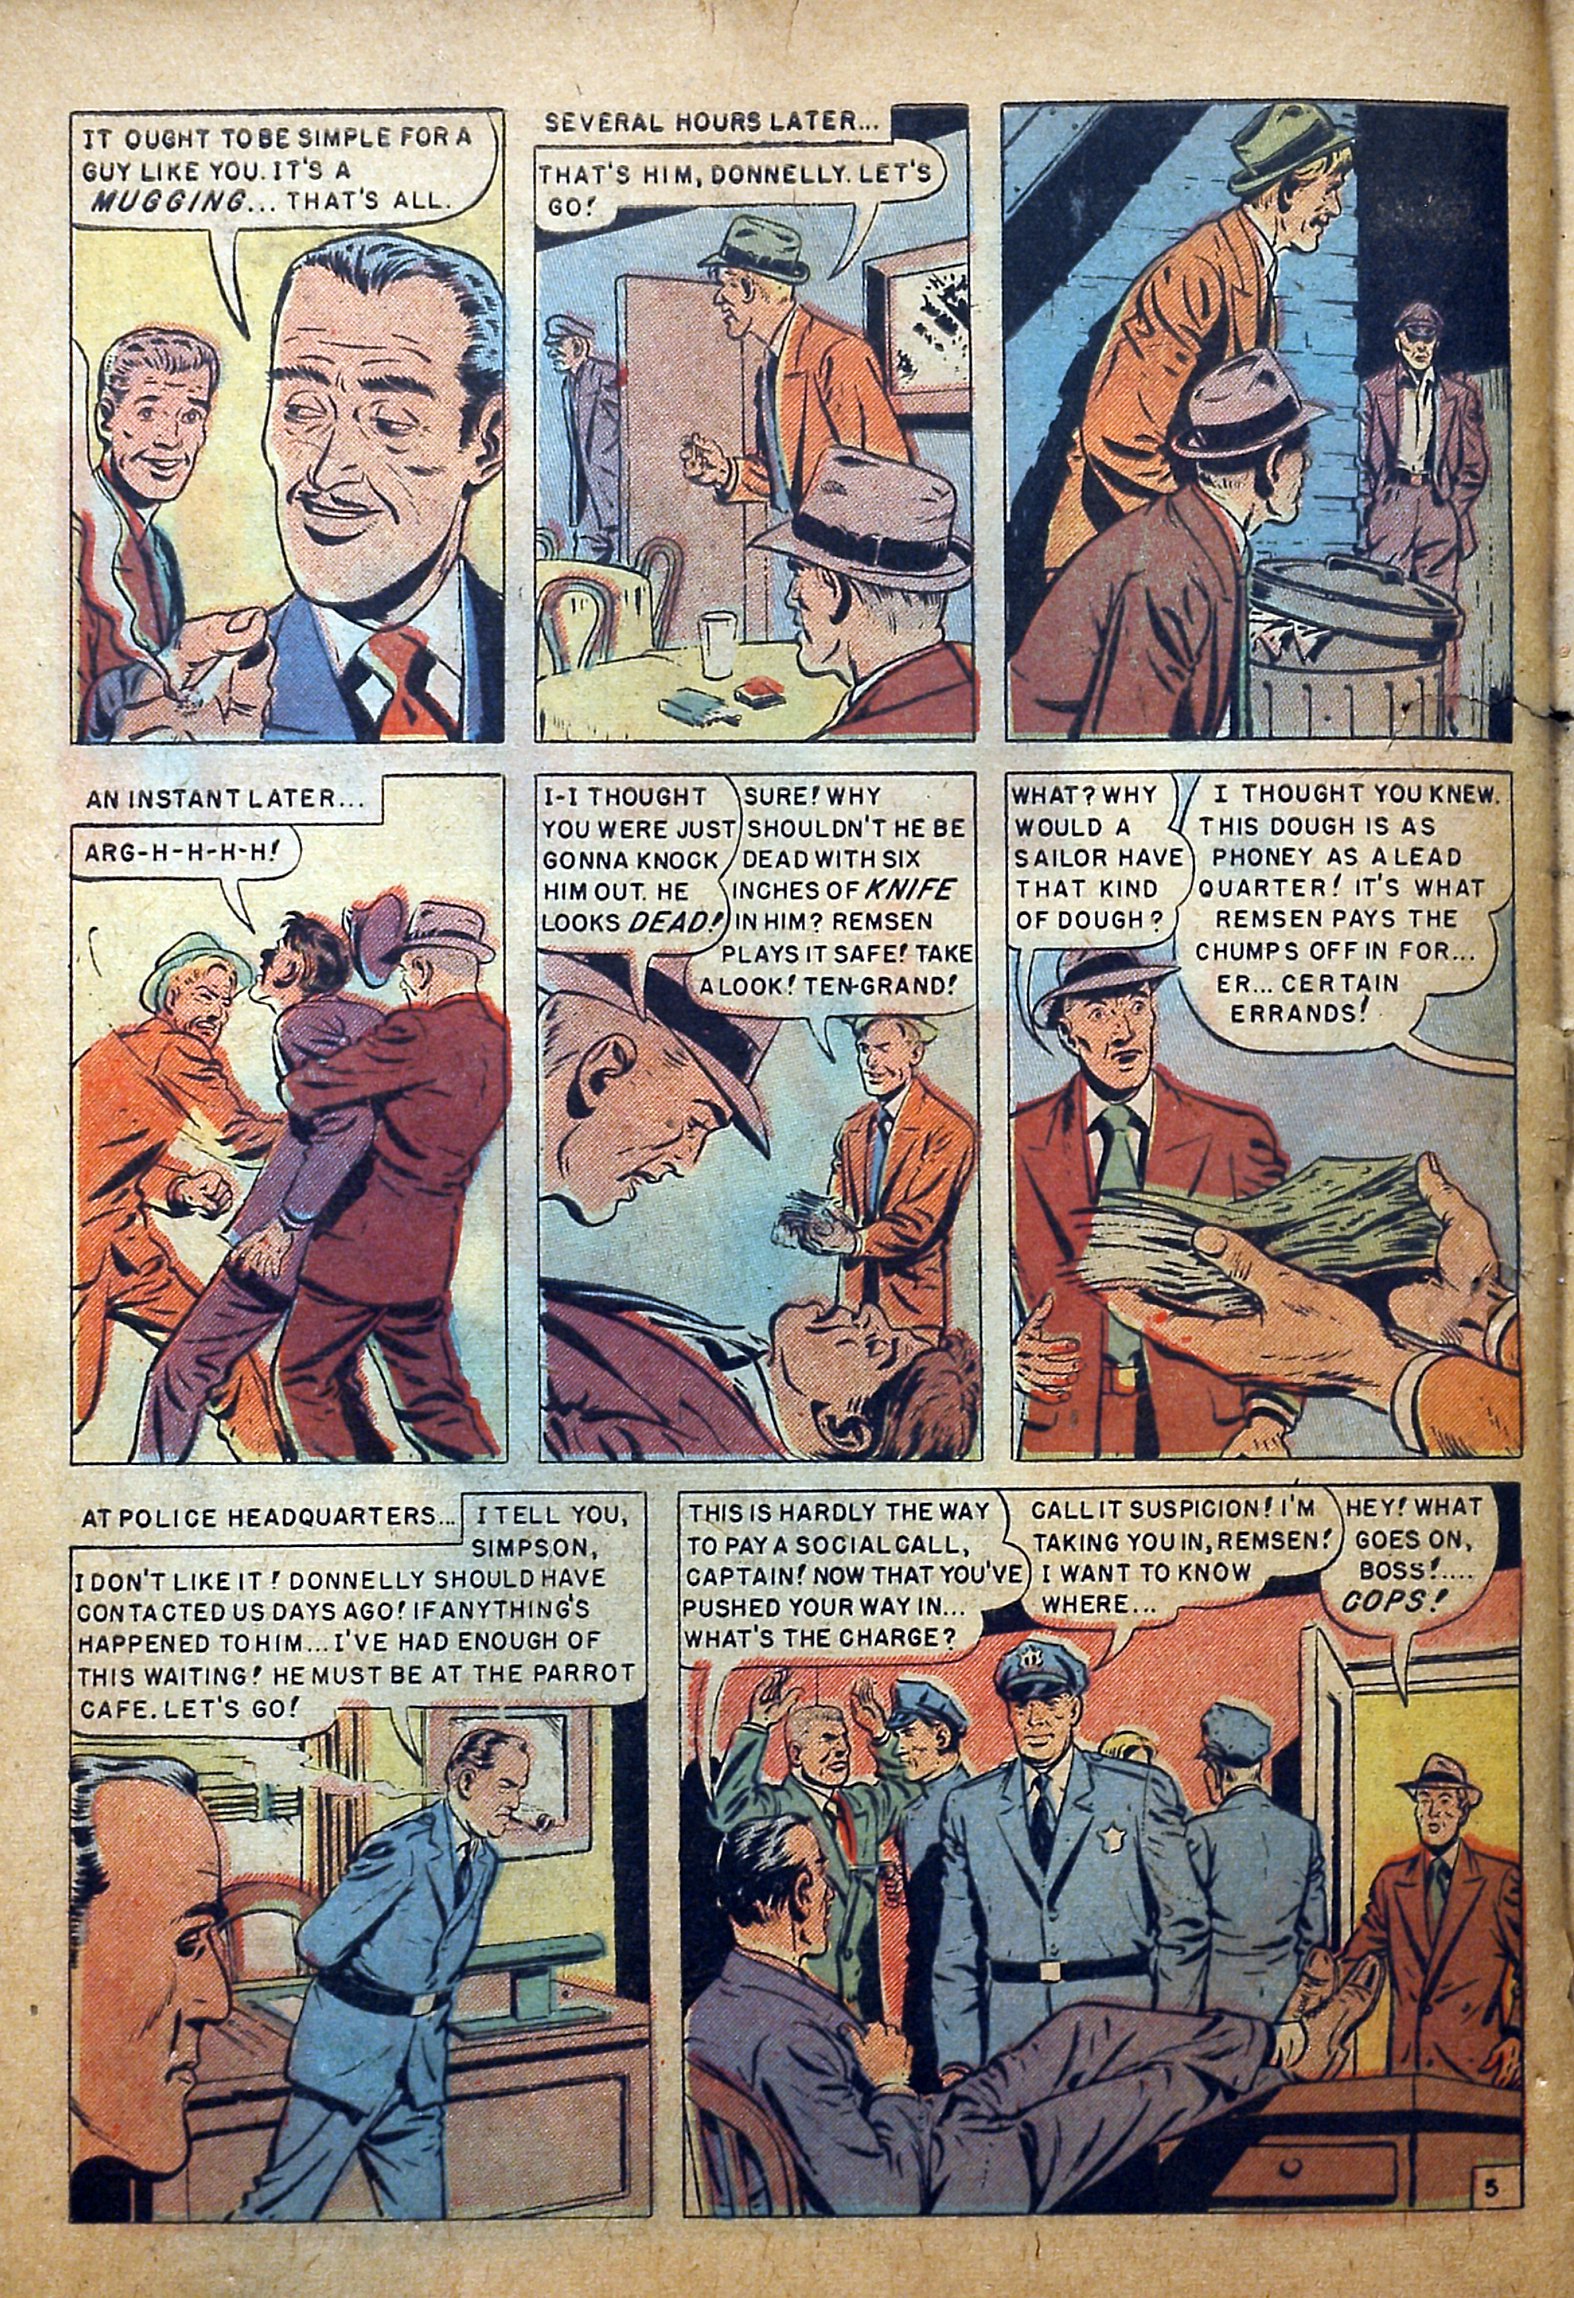 IT OUGHT TO BE SIMPLE FOR A
GUY LIKE YOU. IT'S A
MUGGING... THAT'S ALL.
SEVERAL HOURS LATER...
THAT'S HIM, DONNELLY. LET'S
GO!
AN INSTANT LATER...
ARG-H-H-H-H!
I-I THOUGHT
YOU WERE JUST
GONNA KNOCK
HIM OUT. HE
LOOKS DEAD!
SURE! WHY
SHOULDN'T HE BE
DEAD WITH SIX
INCHES OF KNIFE
IN HIM? REMSEN
PLAYS IT SAFE! TAKE
A LOOK! TEN-GRAND!
WHAT? WHY
WOULD A
SAILOR HAVE
THAT KIND
OF DOUGH?
I THOUGHT YOU KNEW.
THIS DOUGH IS AS
PHONEY AS A LEAD
QUARTER! IT'S WHAT
REMSEN PAYS THE
CHUMPS OFF IN FOR...
ER... CERTAIN
ERRANDS!
AT POLICE HEADQUARTERS...
I TELL YOU,
SIMPSON,
I DON'T LIKE IT! DONNELLY SHOULD HAVE
CONTACTED US DAYS AGO! IF ANYTHING'S
HAPPENED TO HIM... I'VE HAD ENOUGH OF
THIS WAITING! HE MUST BE AT THE PARROT
CAFE. LET'S GO!
THIS IS HARDLY THE WAY
TO PAY A SOCIAL CALL,
CAPTAIN! NOW THAT YOU'VE
PUSHED YOUR WAY IN...
WHAT'S THE CHARGE?
CALL IT SUSPICION! I'M
TAKING YOU IN, REMSEN!
I WANT TO KNOW
WHERE...
HEY! WHAT
GOES ON,
BOSS!....
COPS!
5